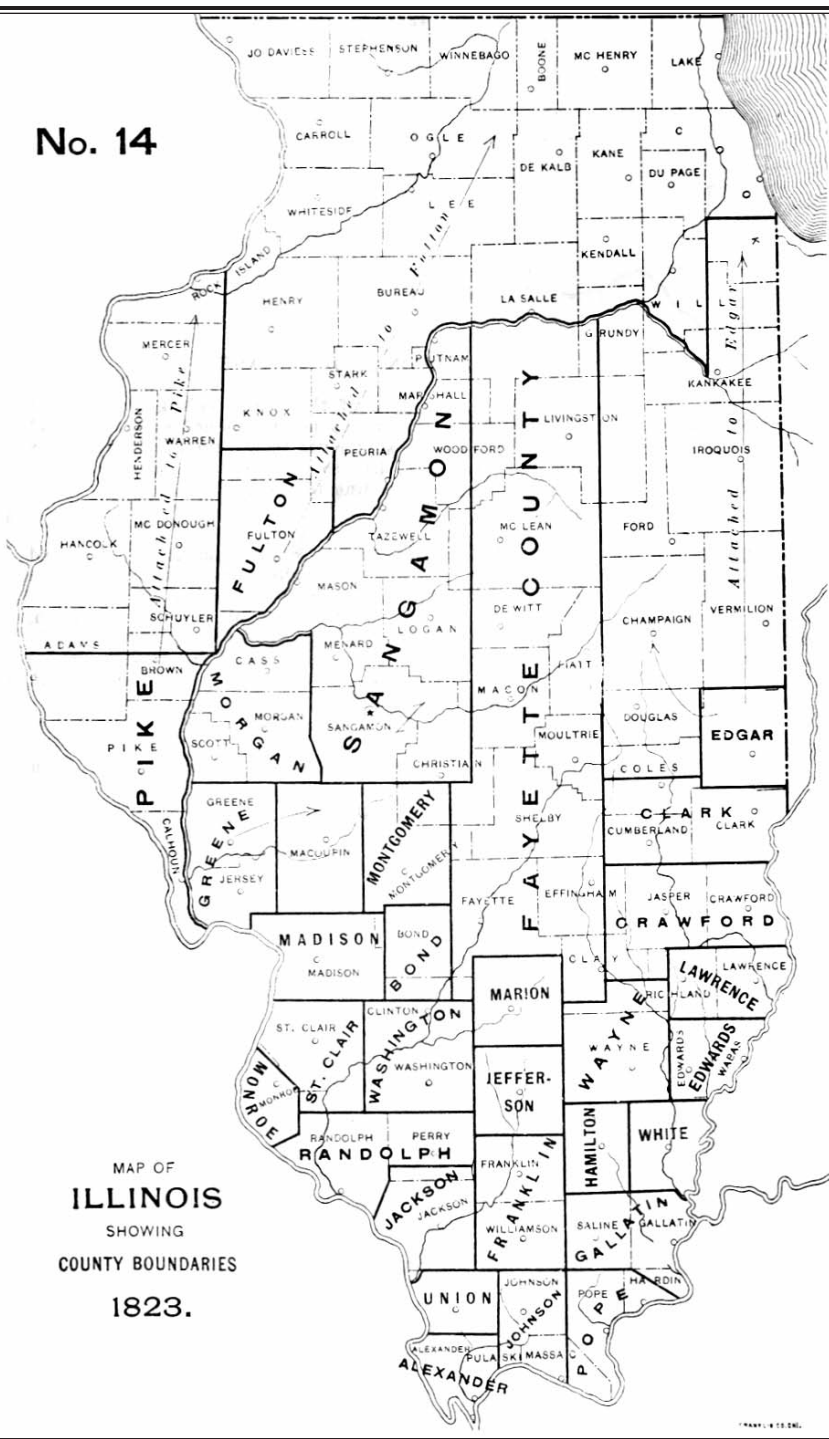 No. 14
JO DAVIESS
STEPHENSON
WINNEBAGO
BOONE
MC HENRY
LAKE
CARROLL
OGLE
DE KALB
KANE
C
O
O
K
DU PAGE
WHITESIDE
LEE
KENDALL
ROCK ISLAND
HENRY
BUREAU
LA SALLE
WILL
GRUNDY
MERCER
PUTNAM
STARK
MARSHALL
KANKAKEE
HENDERSON
WARREN
KNOX
PEORIA
WOODFORD
LIVINGSTON
IROQUOIS
Attached to Pike
Attached to Fulton
Attached to Edgar
HANCOCK
MC DONOUGH
FULTON
FULTON
TAZEWELL
MC LEAN
FORD
MASON
SANGAMON
FAYETTE COUNTY
SCHUYLER
ADAMS
BROWN
CASS
MENARD
LOGAN
DE WITT
CHAMPAIGN
VERMILION
PIATT
MACON
PIKE
PIKE
MORGAN
MORGAN
SCOTT
SANGAMON
CHRISTIAN
MOULTRIE
DOUGLAS
EDGAR
COLES
GREENE
GREENE
CALHOUN
JERSEY
MACOUPIN
MONTGOMERY
MONTGOMERY
SHELBY
CLARK
CUMBERLAND
CLARK
FAYETTE
EFFINGHAM
JASPER
CRAWFORD
CRAWFORD
MADISON
MADISON
BOND
BOND
CLAY
MARION
RICHLAND
LAWRENCE
LAWRENCE
ST. CLAIR
ST. CLAIR
CLINTON
WASHINGTON
WASHINGTON
WAYNE
WAYNE
EDWARDS
EDWARDS
WABAS
MONROE
MONROE
JEFFER-
SON
HAMILTON
WHITE
RANDOLPH
PERRY
RANDOLPH
FRANKLIN
FRANKLIN
JACKSON
JACKSON
WILLIAMSON
SALINE
GALLATIN
GALLATIN
UNION
JOHNSON
JOHNSON
POPE
POPE
HARDIN
ALEXANDER
ALEXANDER
PULASKI
MASSAC
MAP OF
ILLINOIS
SHOWING
COUNTY BOUNDARIES
1823.
FRANKLIN CO. ENG.